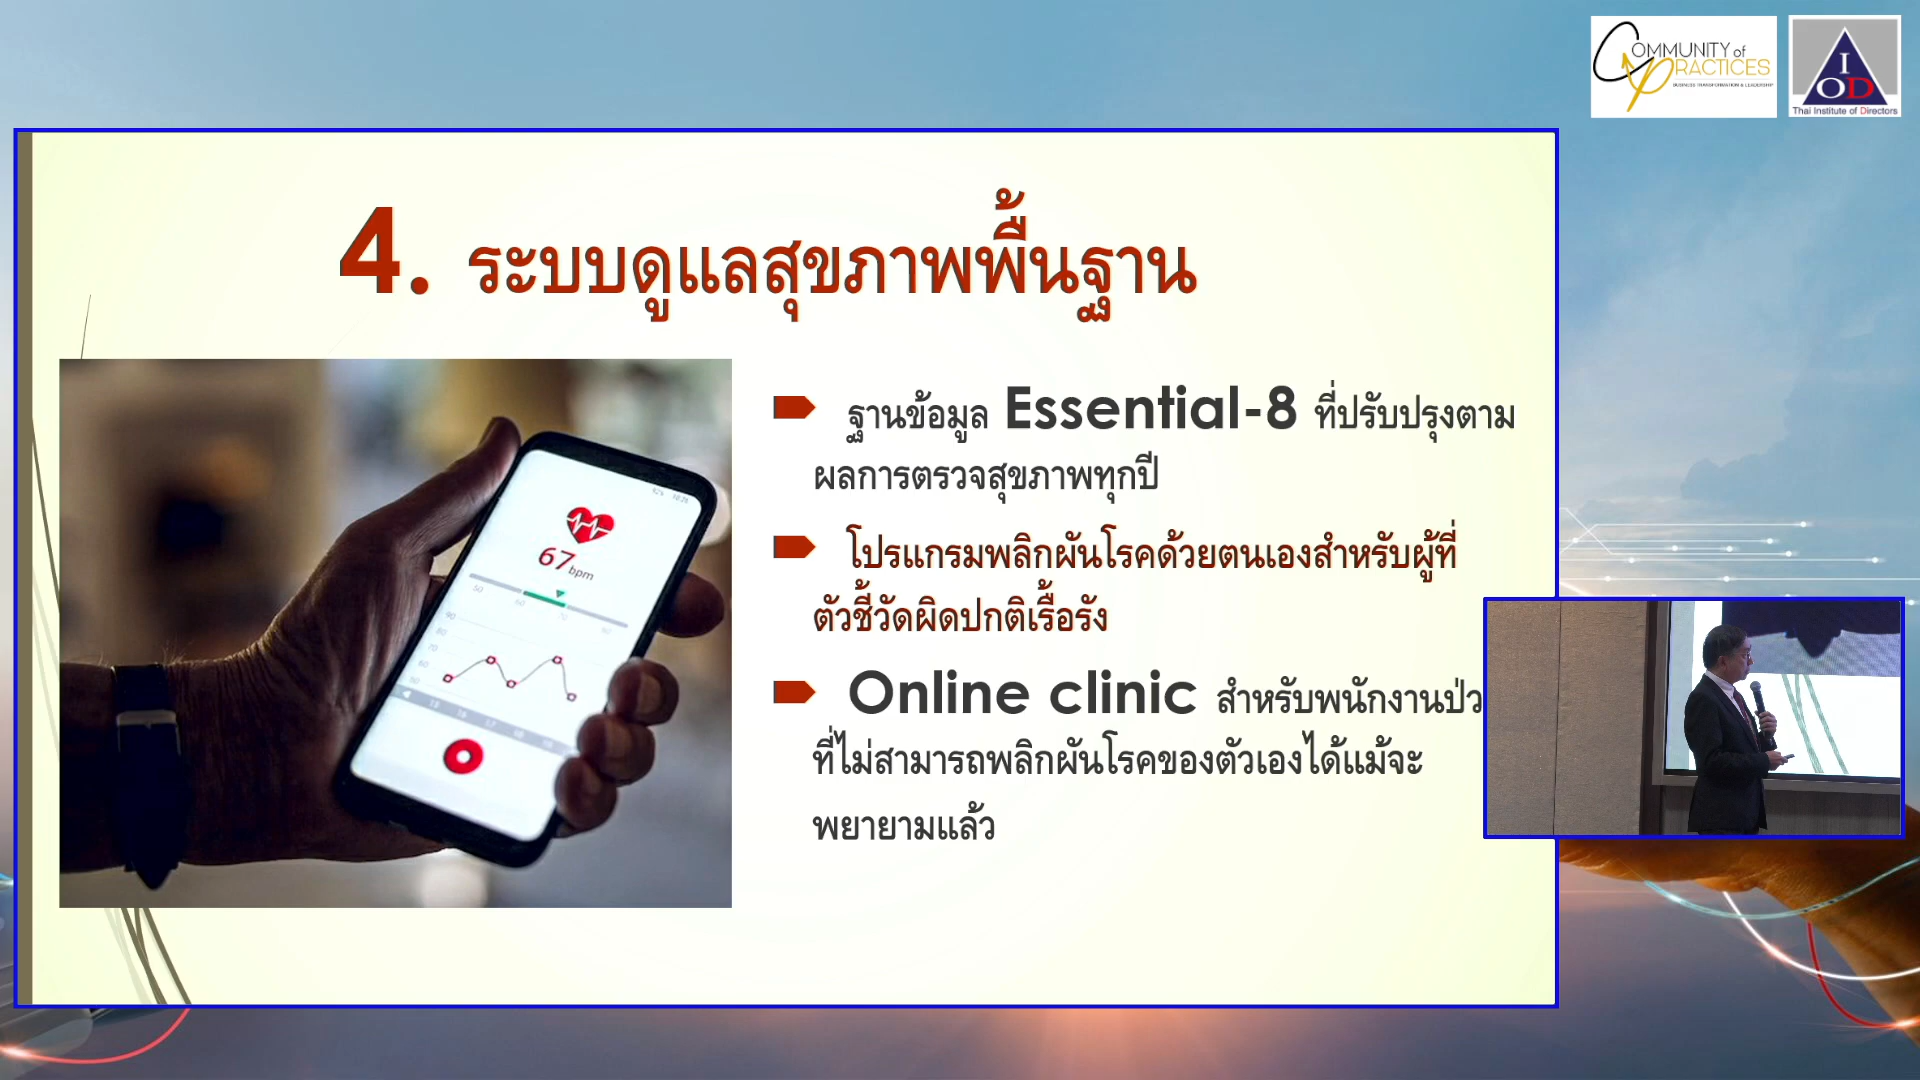 COMMUNITY of
PRACTICES
BUSINESS TRANSFORMATION & LEADERSHIP
IOD
Thai Institute of Directors
4. ระบบดูแลสุขภาพพื้นฐาน
ฐานข้อมูล Essential-8 ที่ปรับปรุงตาม
ผลการตรวจสุขภาพทุกปี
โปรแกรมพลิกผันโรคด้วยตนเองสำหรับผู้ที่
ตัวชี้วัดผิดปกติเรื้อรัง
Online clinic สำหรับพนักงานป่ว
ที่ไม่สามารถพลิกผันโรคของตัวเองได้แม้จะ
พยายามแล้ว
67 bpm